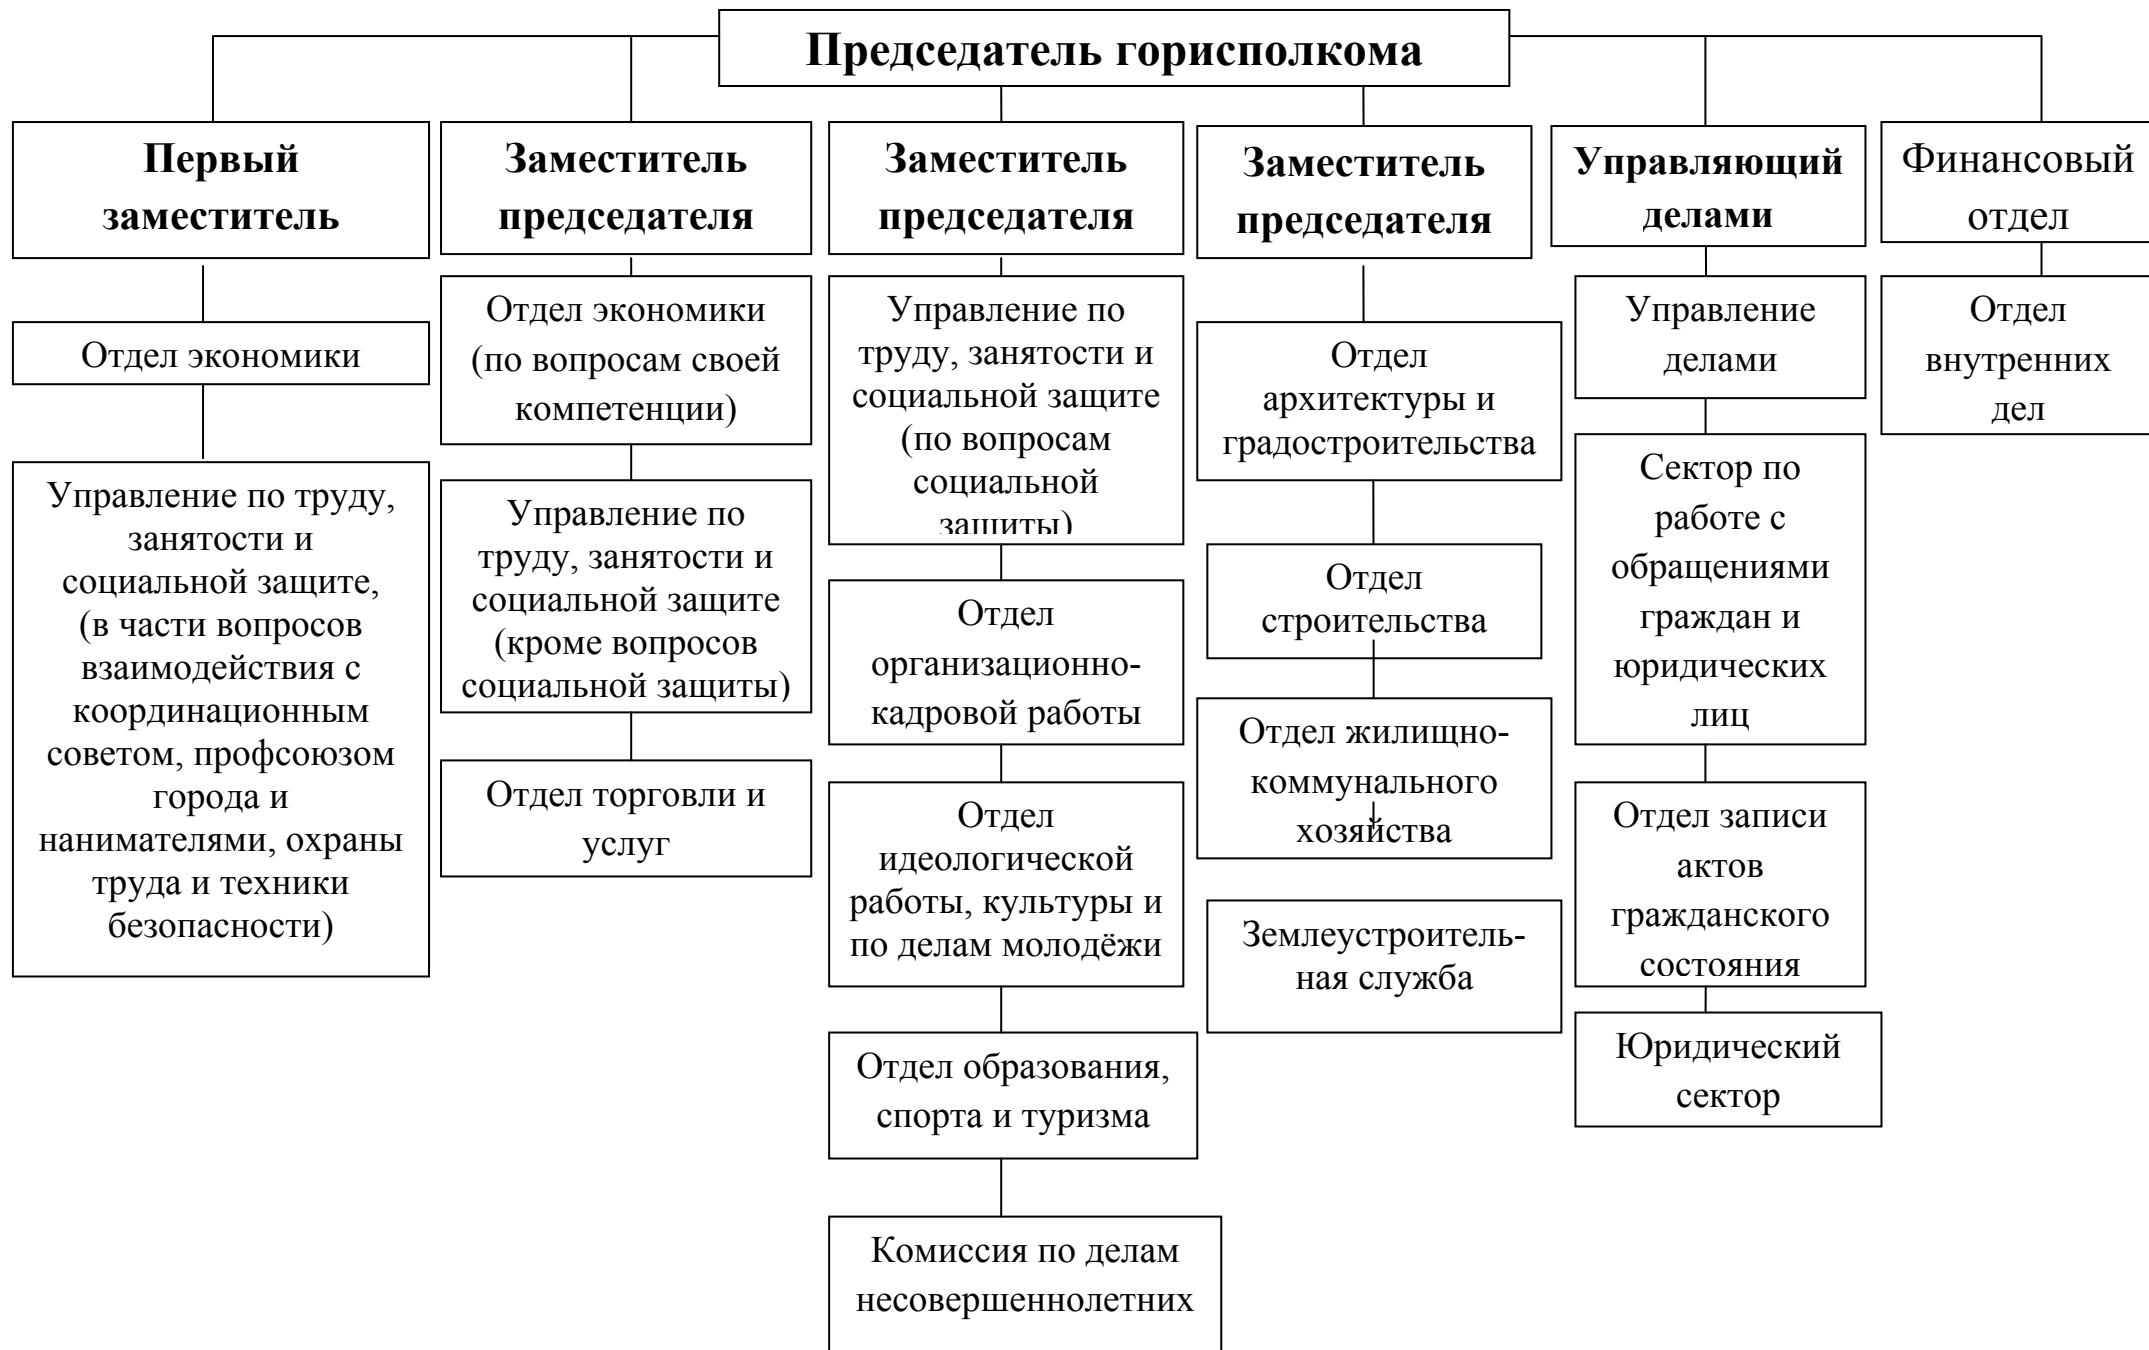 Председатель горисполкома
Первый
заместитель
Заместитель
председателя
Заместитель
председателя
Заместитель
председателя
Управляющий
делами
Финансовый
отдел
Отдел экономики
Управление по труду,
занятости и
социальной защите,
(в части вопросов
взаимодействия с
координационным
советом, профсоюзом
города и
нанимателями, охраны
труда и техники
безопасности)
Отдел экономики
(по вопросам своей
компетенции)
Управление по
труду, занятости и
социальной защите
(кроме вопросов
социальной защиты)
Отдел торговли и
услуг
Управление по
труду, занятости и
социальной защите
(по вопросам
социальной
защиты)
Отдел
организационно-
кадровой работы
Отдел
идеологической
работы, культуры и
по делам молодёжи
Отдел образования,
спорта и туризма
Комиссия по делам
несовершеннолетних
Отдел
архитектуры и
градостроительства
Отдел
строительства
Отдел жилищно-
коммунального
хозяйства
Землеустроитель-
ная служба
Управление
делами
Сектор по
работе с
обращениями
граждан и
юридических
лиц
Отдел записи
актов
гражданского
состояния
Юридический
сектор
Отдел
внутренних
дел